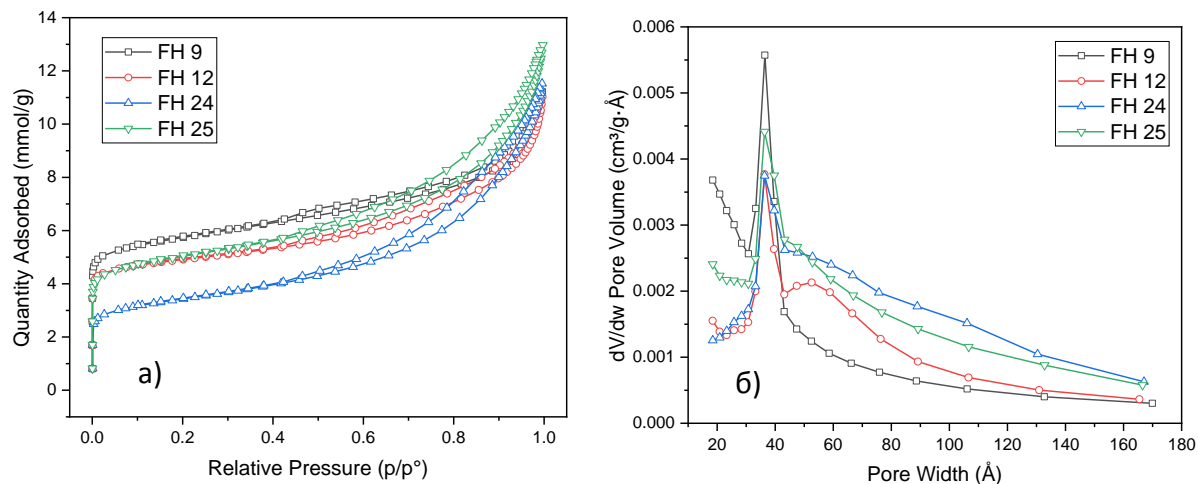 14
12
10
8
6
4
2
0
Quantity Adsorbed (mmol/g)
FH 9
FH 12
FH 24
FH 25
а)
0.0 0.2 0.4 0.6 0.8 1.0
Relative Pressure (p/p°)
0.006
0.005
0.004
0.003
0.002
0.001
0.000
dV/dw Pore Volume (cm³/g·Å)
FH 9
FH 12
FH 24
FH 25
б)
20 40 60 80 100 120 140 160 180
Pore Width (Å)